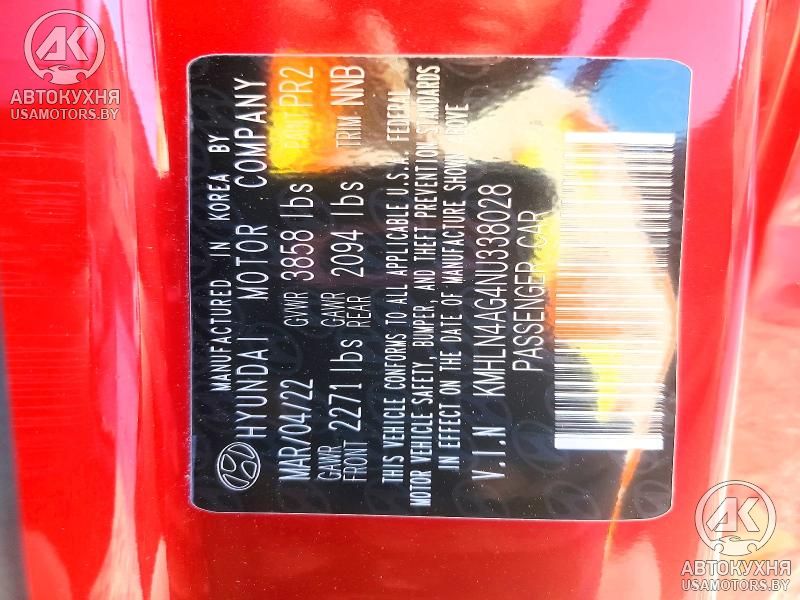 MANUFACTURED IN KOREA BY
HYUNDAI MOTOR COMPANY
MAR/04/22 GVWR 3858 lbs PAINT: PR2
GAWR FRONT 2271 lbs GAWR REAR 2094 lbs TRIM: NNB
THIS VEHICLE CONFORMS TO ALL APPLICABLE U.S.A. FEDERAL
MOTOR VEHICLE SAFETY, BUMPER, AND THEFT PREVENTION STANDARDS
IN EFFECT ON THE DATE OF MANUFACTURE SHOWN ABOVE
V.I.N KMHLN4AG4NU338028
PASSENGER CAR
АК
АВТОКУХНЯ
USAMOTORS.BY
АК
АВТОКУХНЯ
USAMOTORS.BY